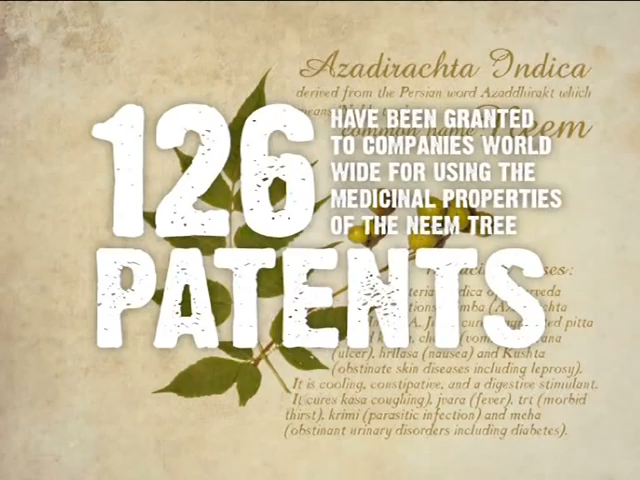 Azadirachta Indica
derived from the Persian word Azaddhirakt which
common name Neem
126
HAVE BEEN GRANTED
TO COMPANIES WORLD
WIDE FOR USING THE
MEDICINAL PROPERTIES
OF THE NEEM TREE
PATENTS
(ulcer), hrllasa (nausea) and Kushta
(obstinate skin diseases including leprosy).
It is cooling, constipative, and a digestive stimulant.
It cures kasa coughing), jvara (fever), trt (morbid
thirst), krimi (parasitic infection) and meha
(obstinant urinary disorders including diabetes).